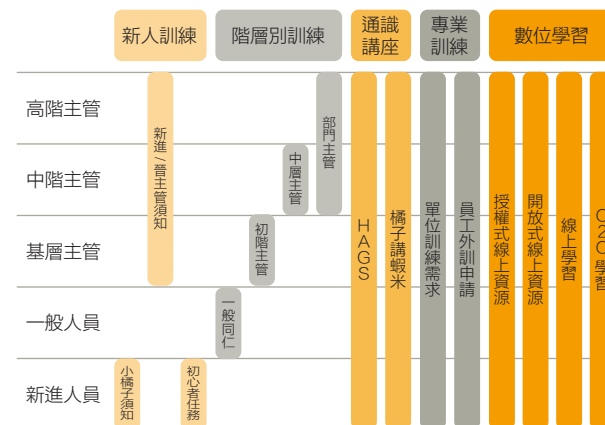 新人訓練
階層別訓練
通識
講座
專業
訓練
數位學習
高階主管
中階主管
基層主管
一般人員
新進人員
小橘子須知
新進/晉主管須知
初心者任務
一般同仁
初階主管
中層主管
部門主管
HAGS
橘子講蝦米
單位訓練需求
員工外訓申請
授權式線上資源
開放式線上資源
線上學習
O2O學習